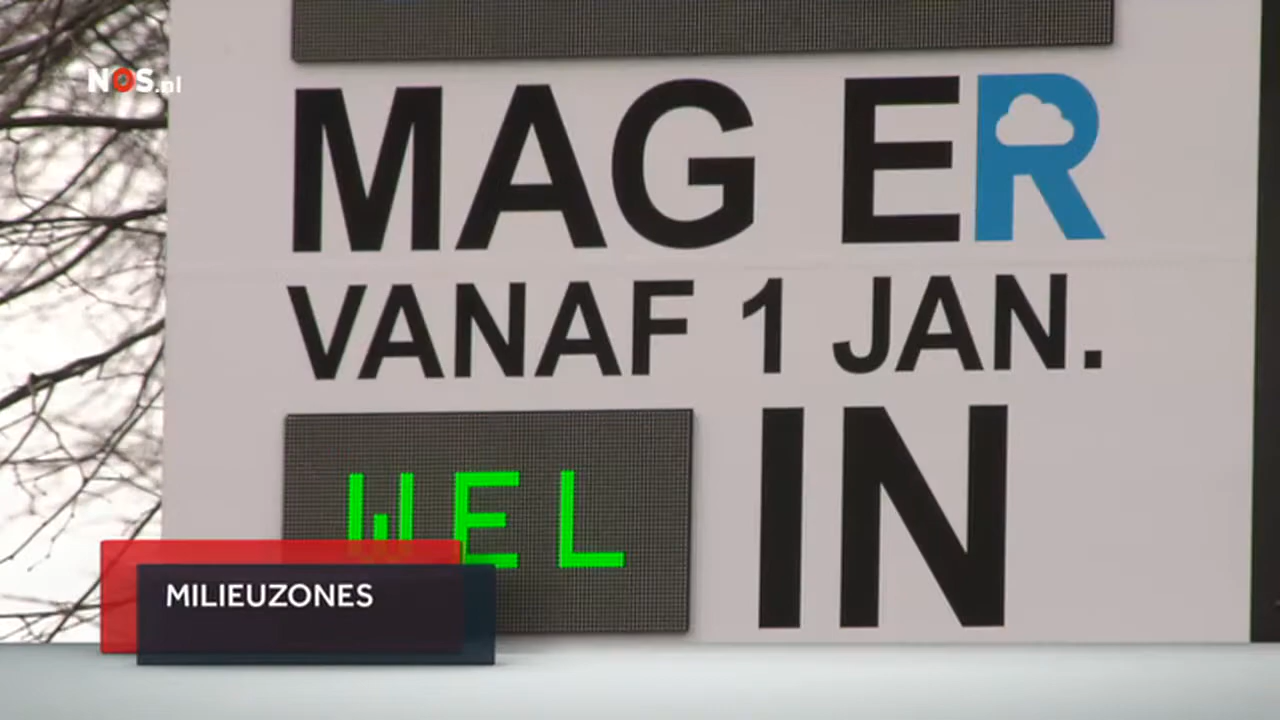 NOS.nl
MAG ER
VANAF 1 JAN.
WEL IN
MILIEUZONES